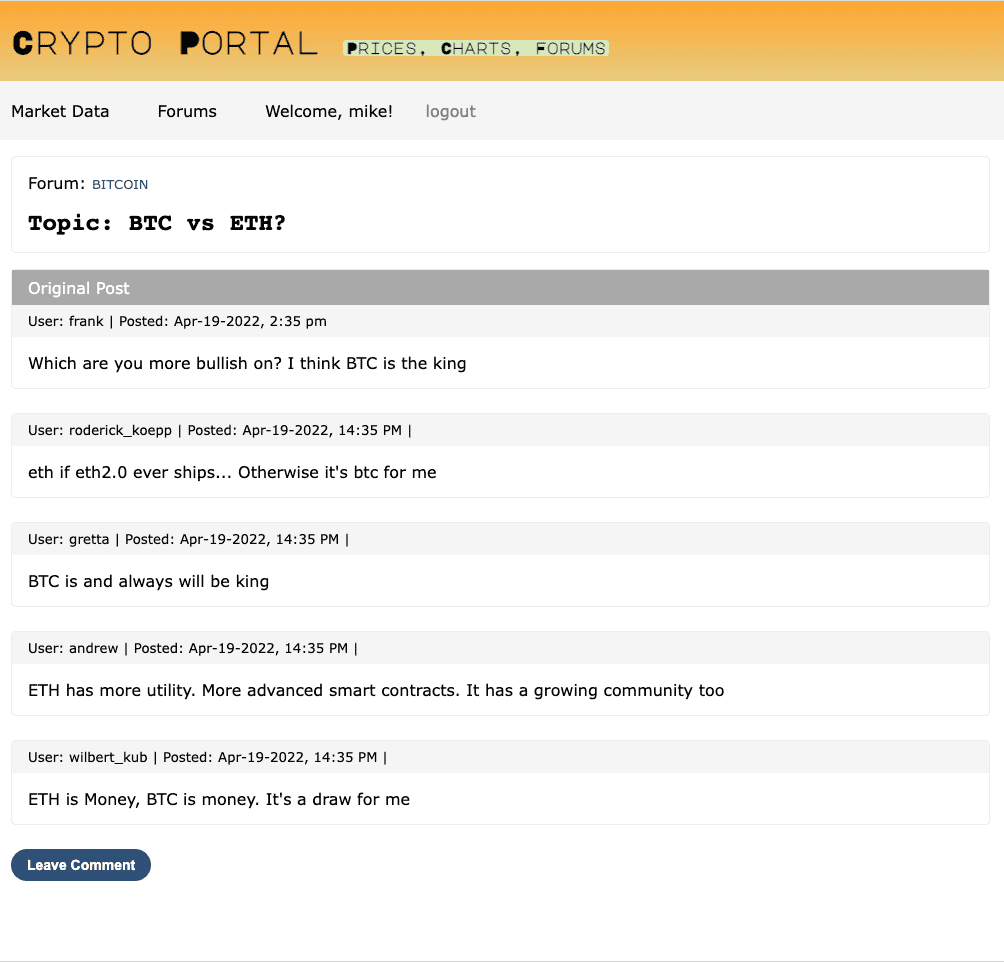 Crypto Portal Prices, Charts, Forums
Market Data Forums Welcome, mike! logout
Forum: BITCOIN
Topic: BTC vs ETH?
Original Post
User: frank | Posted: Apr-19-2022, 2:35 pm
Which are you more bullish on? I think BTC is the king
User: roderick_koepp | Posted: Apr-19-2022, 14:35 PM |
eth if eth2.0 ever ships... Otherwise it's btc for me
User: gretta | Posted: Apr-19-2022, 14:35 PM |
BTC is and always will be king
User: andrew | Posted: Apr-19-2022, 14:35 PM |
ETH has more utility. More advanced smart contracts. It has a growing community too
User: wilbert_kub | Posted: Apr-19-2022, 14:35 PM |
ETH is Money, BTC is money. It's a draw for me
Leave Comment